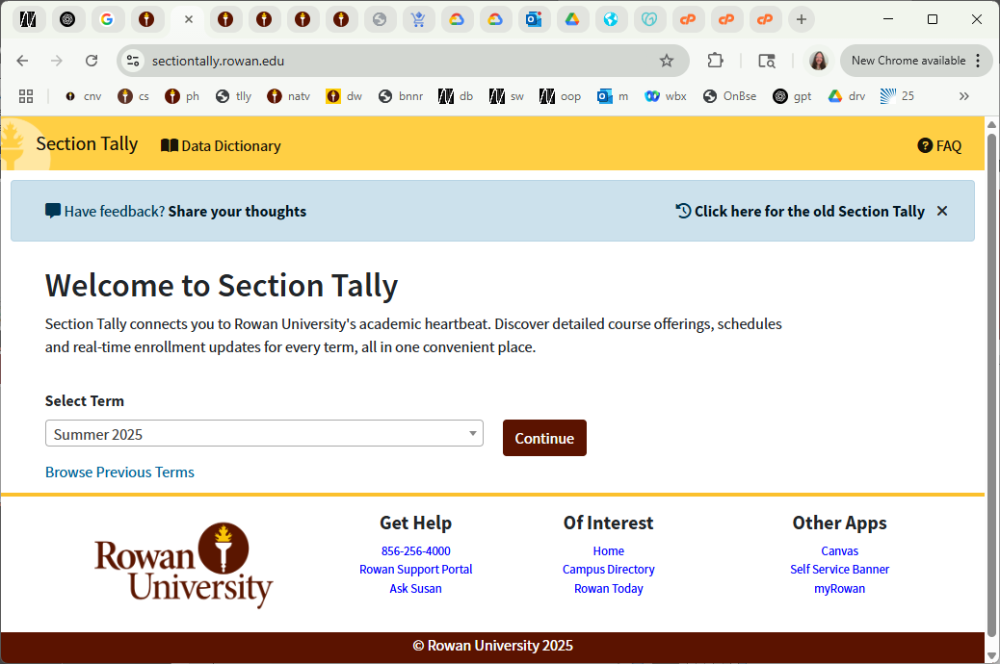 sectiontally.rowan.edu
New Chrome available
cnv
cs
ph
tlly
natv
dw
bnnr
db
sw
oop
m
wbx
OnBse
gpt
drv
25
Section Tally
Data Dictionary
FAQ
Have feedback? Share your thoughts
Click here for the old Section Tally
Welcome to Section Tally
Section Tally connects you to Rowan University's academic heartbeat. Discover detailed course offerings, schedules
and real-time enrollment updates for every term, all in one convenient place.
Select Term
Summer 2025
Continue
Browse Previous Terms
Rowan
University
Get Help
856-256-4000
Rowan Support Portal
Ask Susan
Of Interest
Home
Campus Directory
Rowan Today
Other Apps
Canvas
Self Service Banner
myRowan
© Rowan University 2025